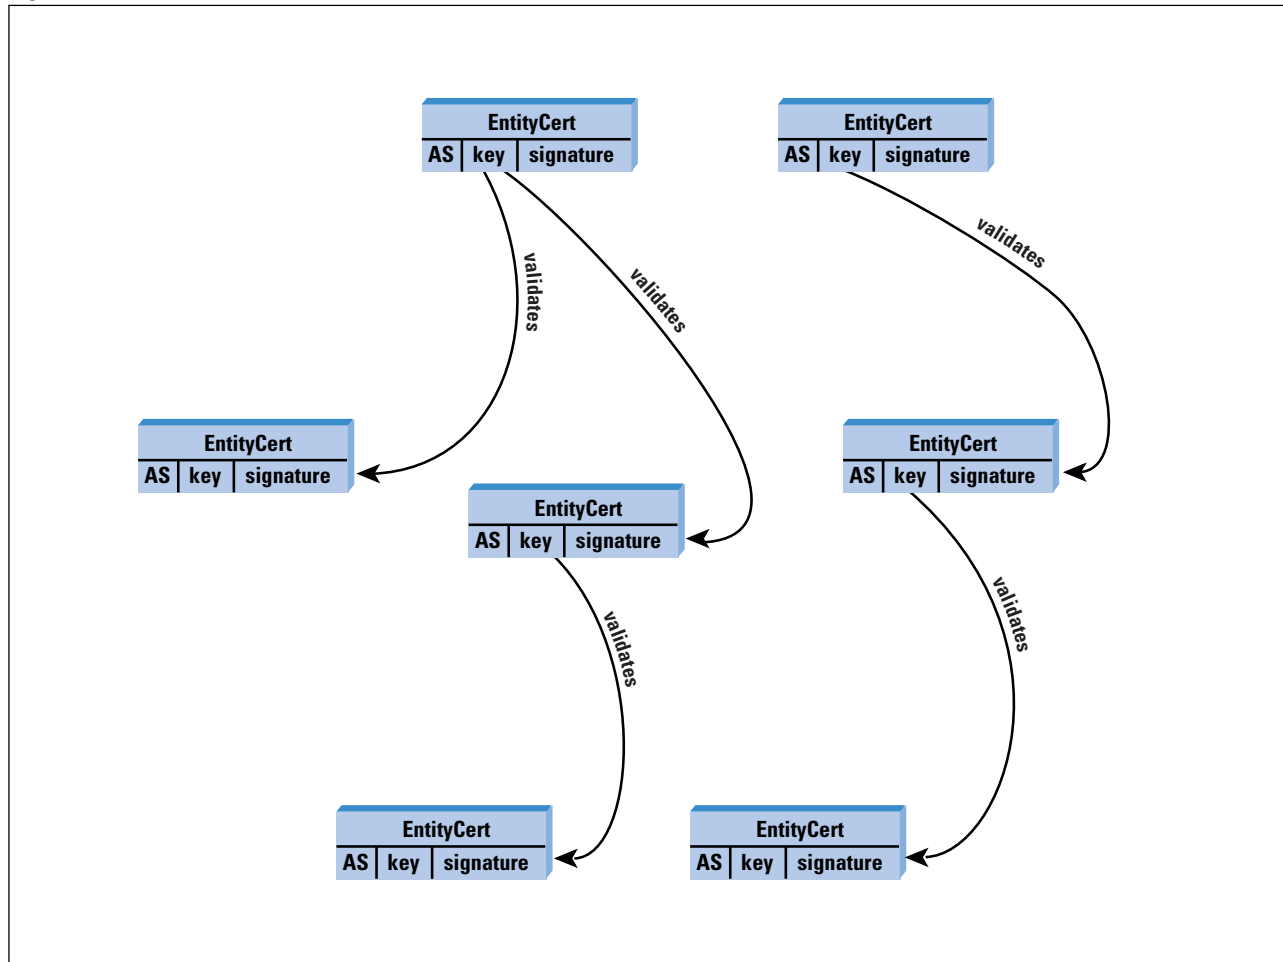 EntityCert
AS key signature
EntityCert
AS key signature
validates
validates
validates
EntityCert
AS key signature
EntityCert
AS key signature
EntityCert
AS key signature
validates
validates
EntityCert
AS key signature
EntityCert
AS key signature